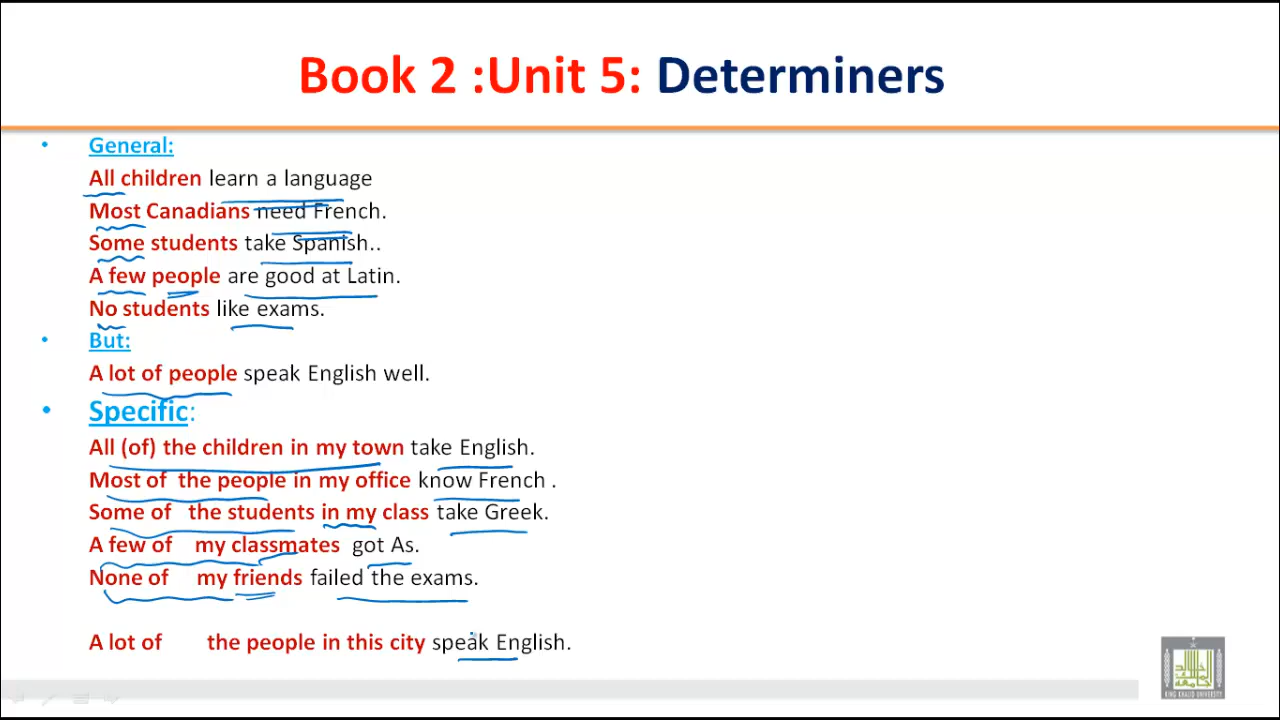 Book 2 :Unit 5: Determiners
• General:
All children learn a language
Most Canadians need French.
Some students take Spanish..
A few people are good at Latin.
No students like exams.
• But:
A lot of people speak English well.
• Specific:
All (of) the children in my town take English.
Most of the people in my office know French .
Some of the students in my class take Greek.
A few of my classmates got As.
None of my friends failed the exams.
A lot of the people in this city speak English.
KING KHALID UNIVERSITY